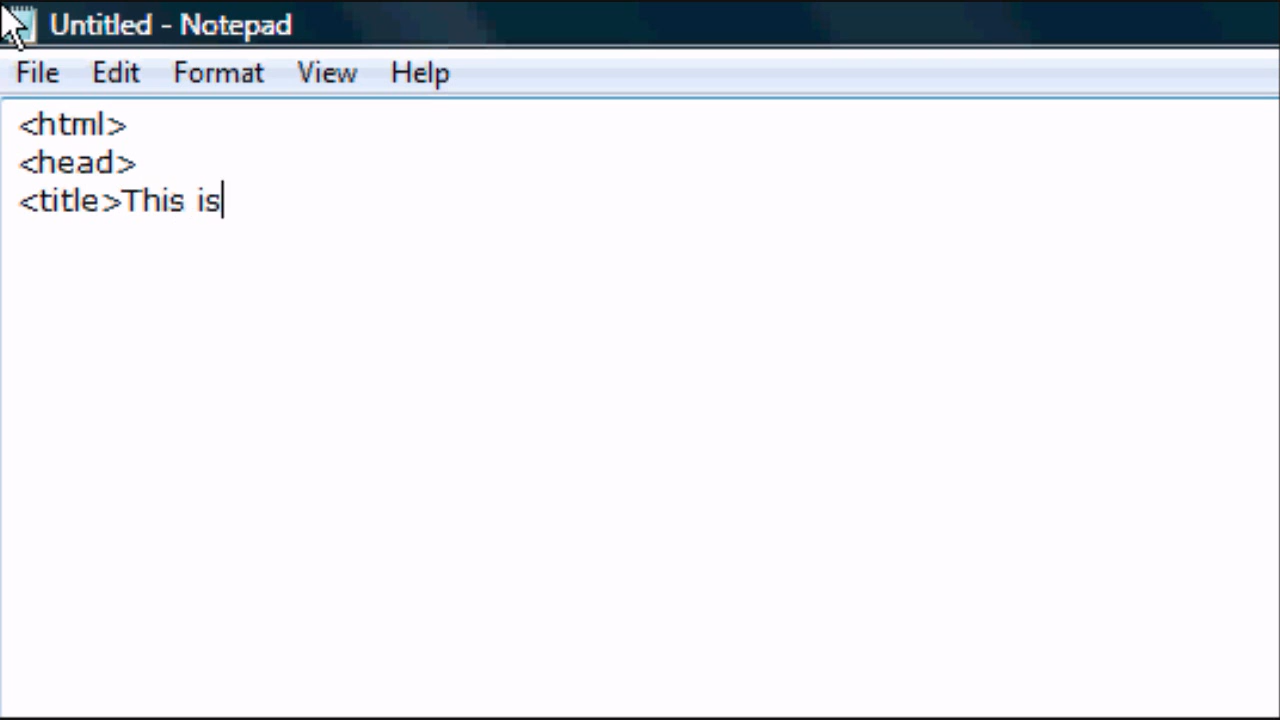 Untitled - Notepad
File Edit Format View Help
<html>
<head>
<title>This is